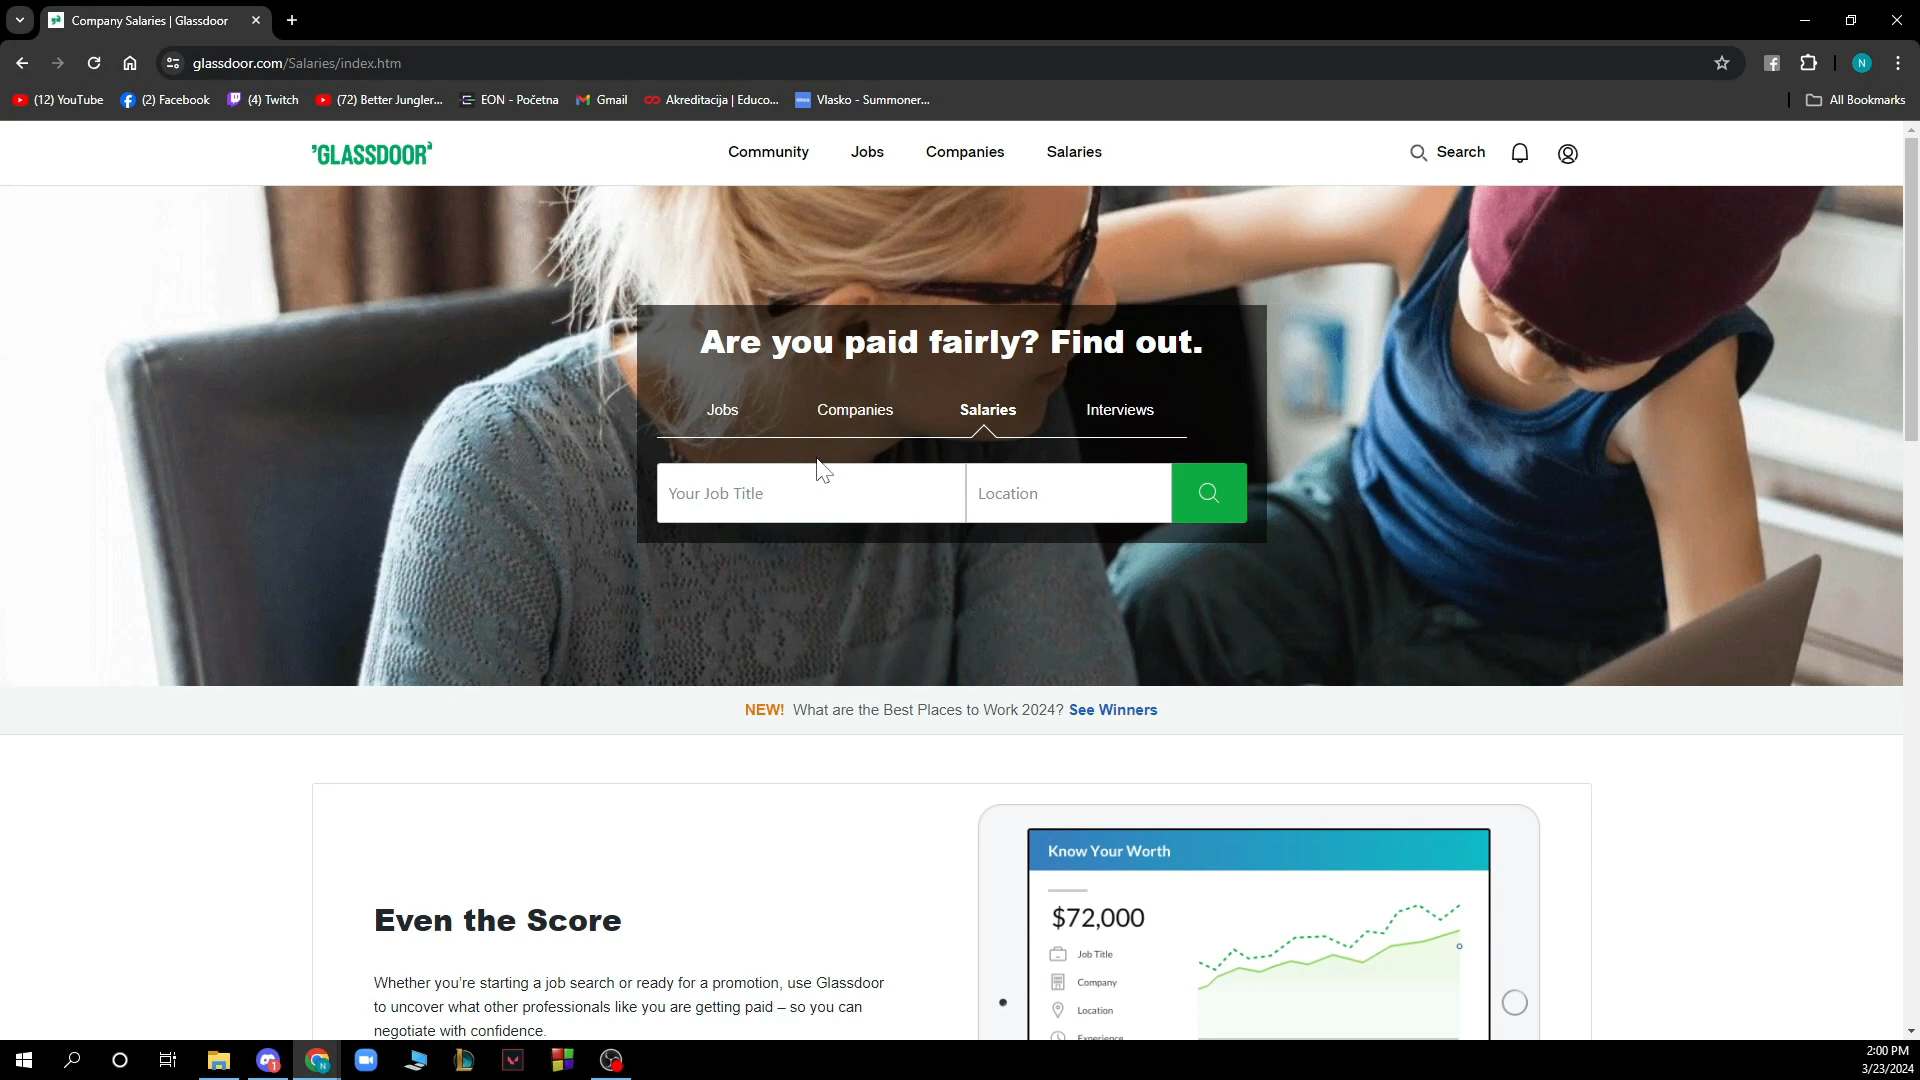 Company Salaries | Glassdoor
glassdoor.com/Salaries/index.htm
N
(12) YouTube
(2) Facebook
(4) Twitch
(72) Better Jungler...
EON - Početna
Gmail
Akreditacija | Educo...
Vlasko - Summoner...
All Bookmarks
GLASSDOOR
Community
Jobs
Companies
Salaries
Search
Are you paid fairly? Find out.
Jobs
Companies
Salaries
Interviews
Your Job Title
Location
NEW! What are the Best Places to Work 2024? See Winners
Even the Score
Whether you're starting a job search or ready for a promotion, use Glassdoor
to uncover what other professionals like you are getting paid – so you can
negotiate with confidence.
Know Your Worth
$72,000
Job Title
Company
Location
Experience
2:00 PM
3/23/2024